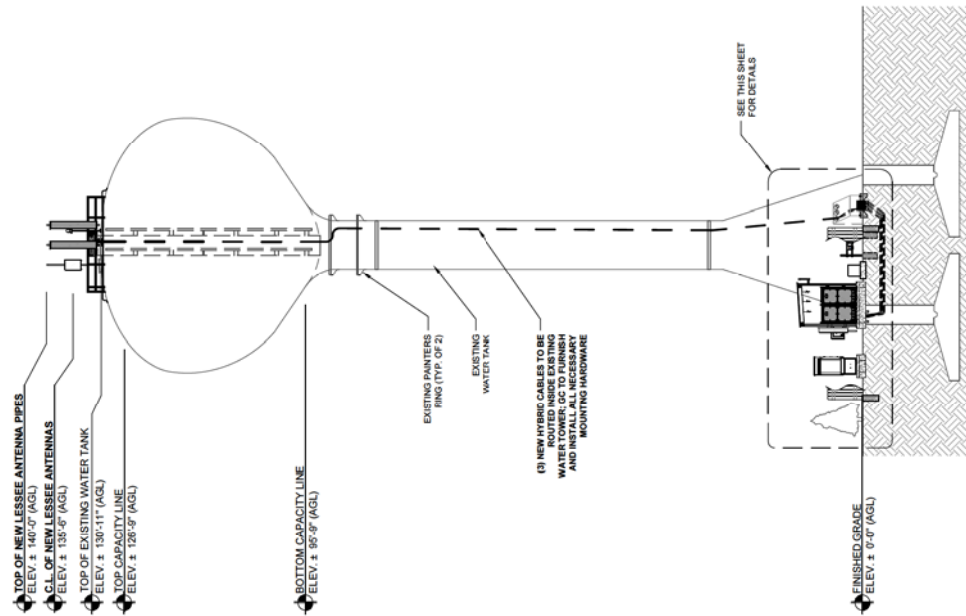 TOP OF NEW LESSEE ANTENNA PIPES
ELEV. ± 140'-0" (AGL)
C.L. OF NEW LESSEE ANTENNAS
ELEV. ± 135'-6" (AGL)
TOP OF EXISTING WATER TANK
ELEV. ± 130'-11" (AGL)
TOP CAPACITY LINE
ELEV. ± 126'-9" (AGL)
BOTTOM CAPACITY LINE
ELEV. ± 95'-9" (AGL)
FINISHED GRADE
ELEV. ± 0'-0" (AGL)
EXISTING PAINTERS
RING (TYP. OF 2)
EXISTING
WATER TANK
(3) NEW HYBRID CABLES TO BE
ROUTED INSIDE EXISTING
WATER TOWER; GC TO FURNISH
AND INSTALL ALL NECESSARY
MOUNTING HARDWARE
SEE THIS SHEET
FOR DETAILS